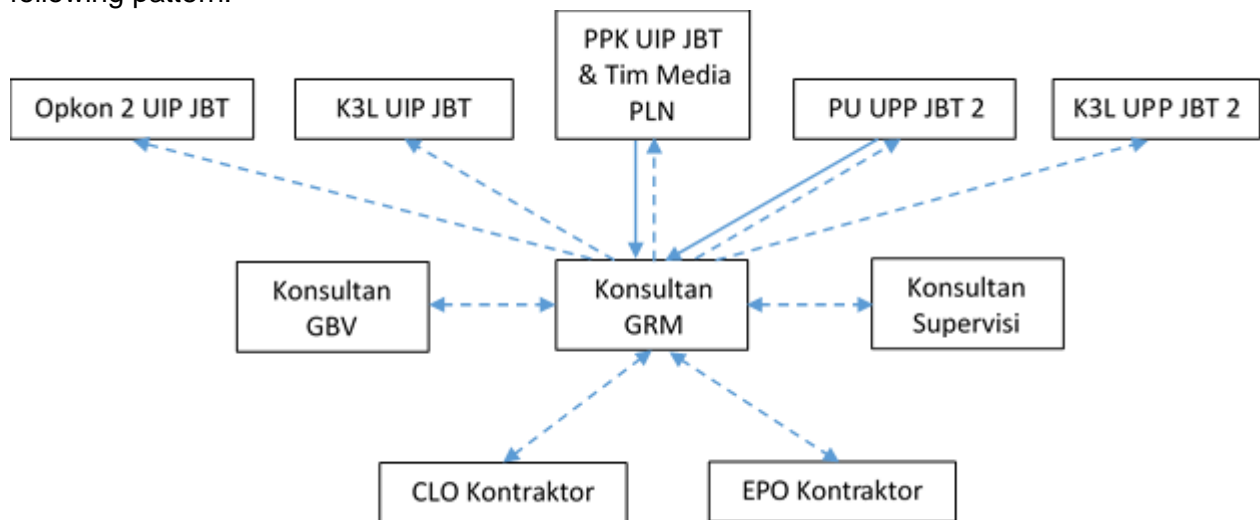 following pattern:
PPK UIP JBT
& Tim Media
PLN
Opkon 2 UIP JBT
K3L UIP JBT
PU UPP JBT 2
K3L UPP JBT 2
Konsultan
GBV
Konsultan
GRM
Konsultan
Supervisi
CLO Kontraktor
EPO Kontraktor